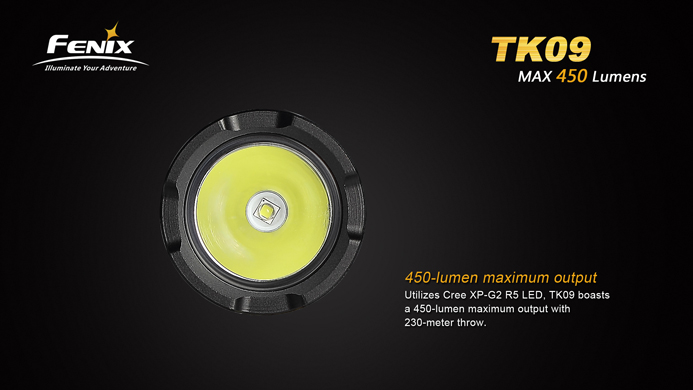 FENIX
Illuminate Your Adventure
TK09
MAX 450 Lumens
450-lumen maximum output
Utilizes Cree XP-G2 R5 LED, TK09 boasts
a 450-lumen maximum output with
230-meter throw.